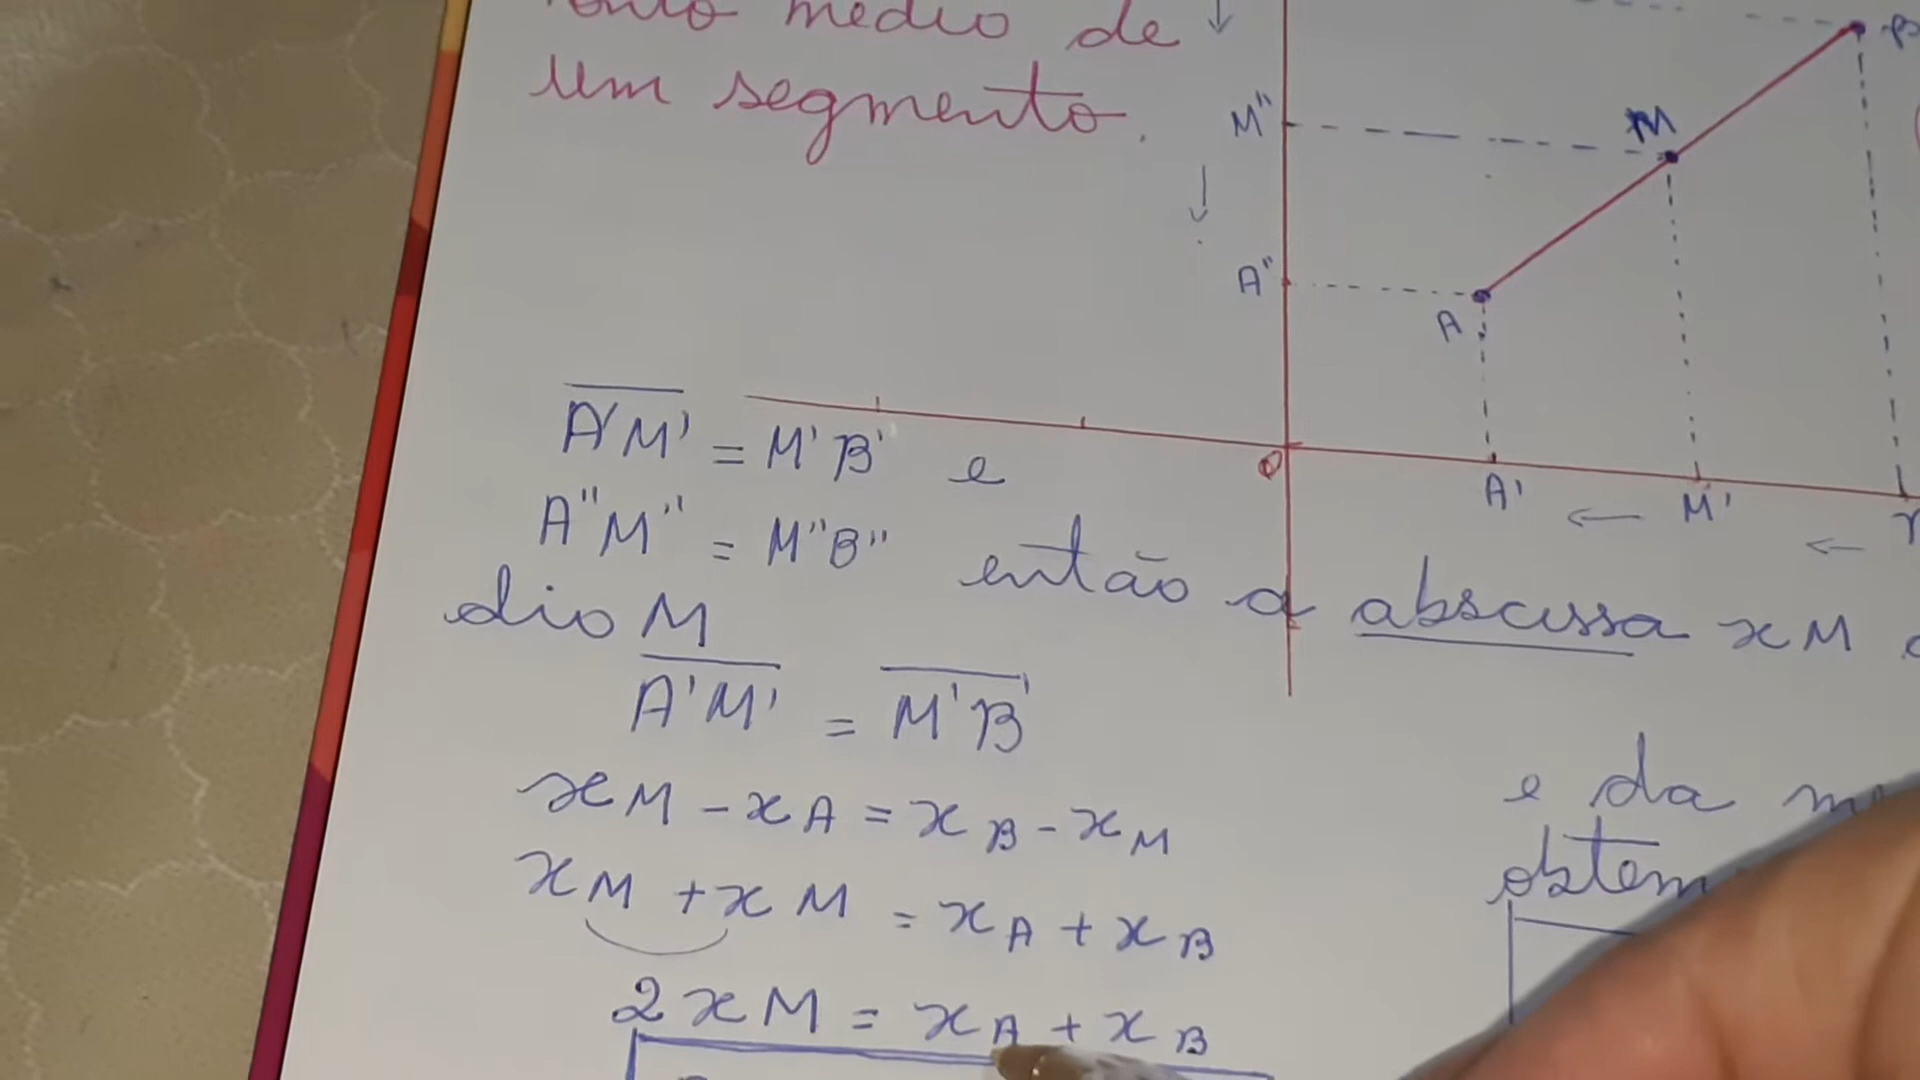 médio de
um segmento.
M"
M
A"
A
O
A' M'
A'M' = M'B' e
A"M" = M"B" então a abscissa xM
dio M
A'M' = M'B'
xM - xA = xB - xM
xM + xM = xA + xB
2xM = xA + xB
e da
obtem